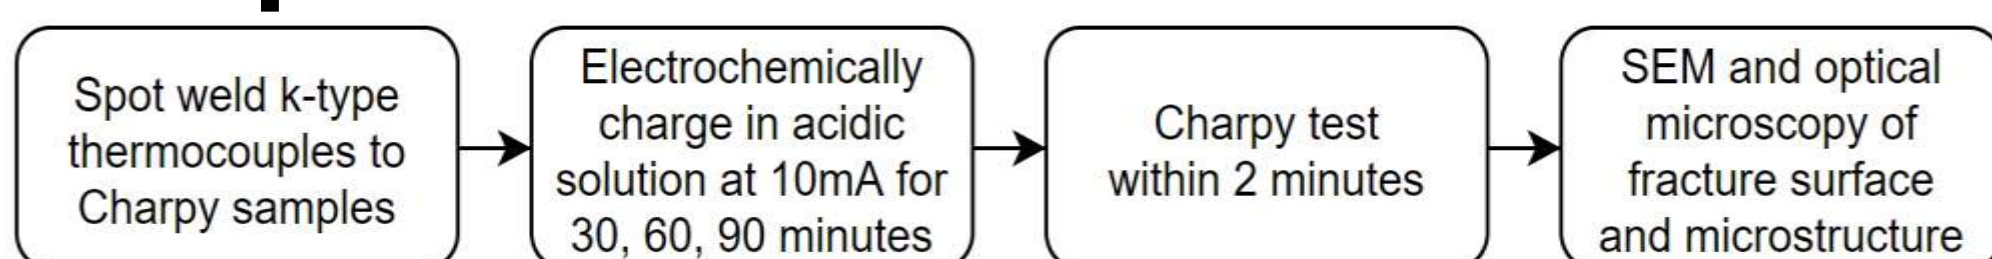 Spot weld k-type
thermocouples to
Charpy samples
Electrochemically
charge in acidic
solution at 10mA for
30, 60, 90 minutes
Charpy test
within 2 minutes
SEM and optical
microscopy of
fracture surface
and microstructure